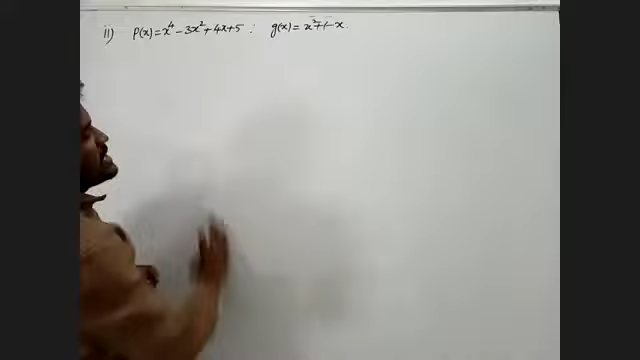 ii) P(x) = x⁴ - 3x² + 4x + 5 : g(x) = x² + 1 - x.